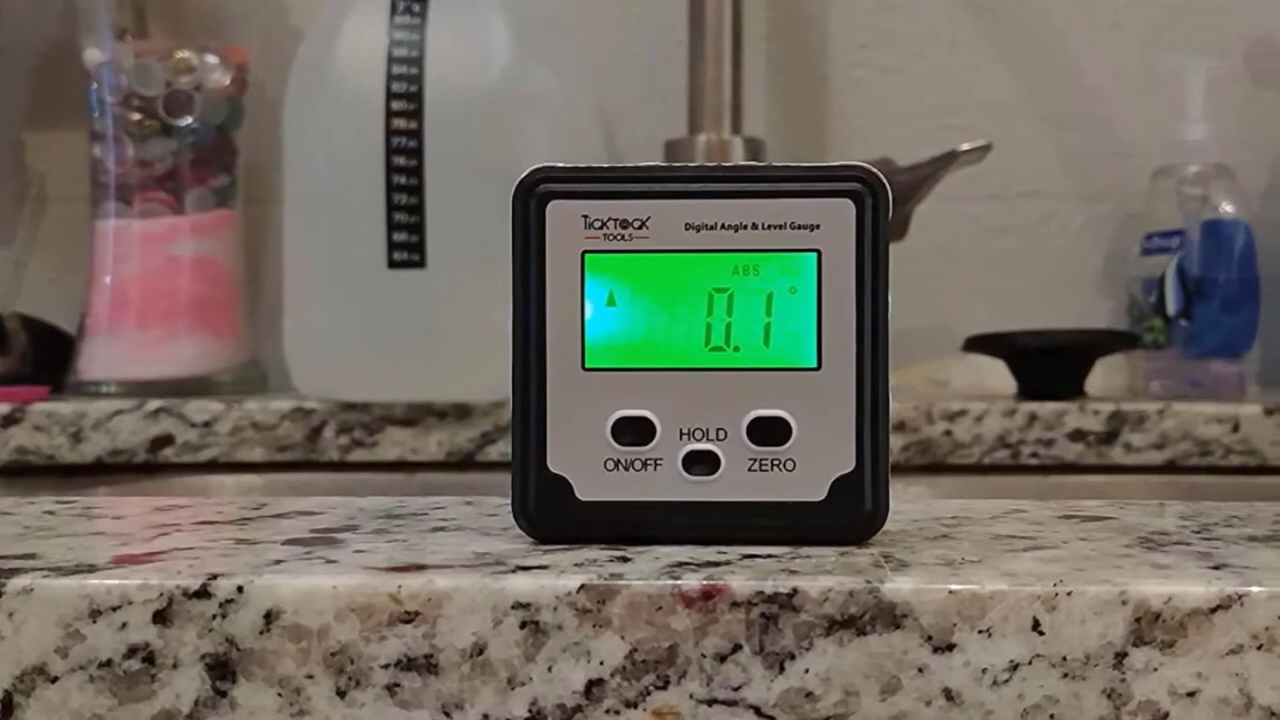 TICKTOCK
TOOLS
Digital Angle & Level Gauge
ABS
0.1°
HOLD
ON/OFF
ZERO